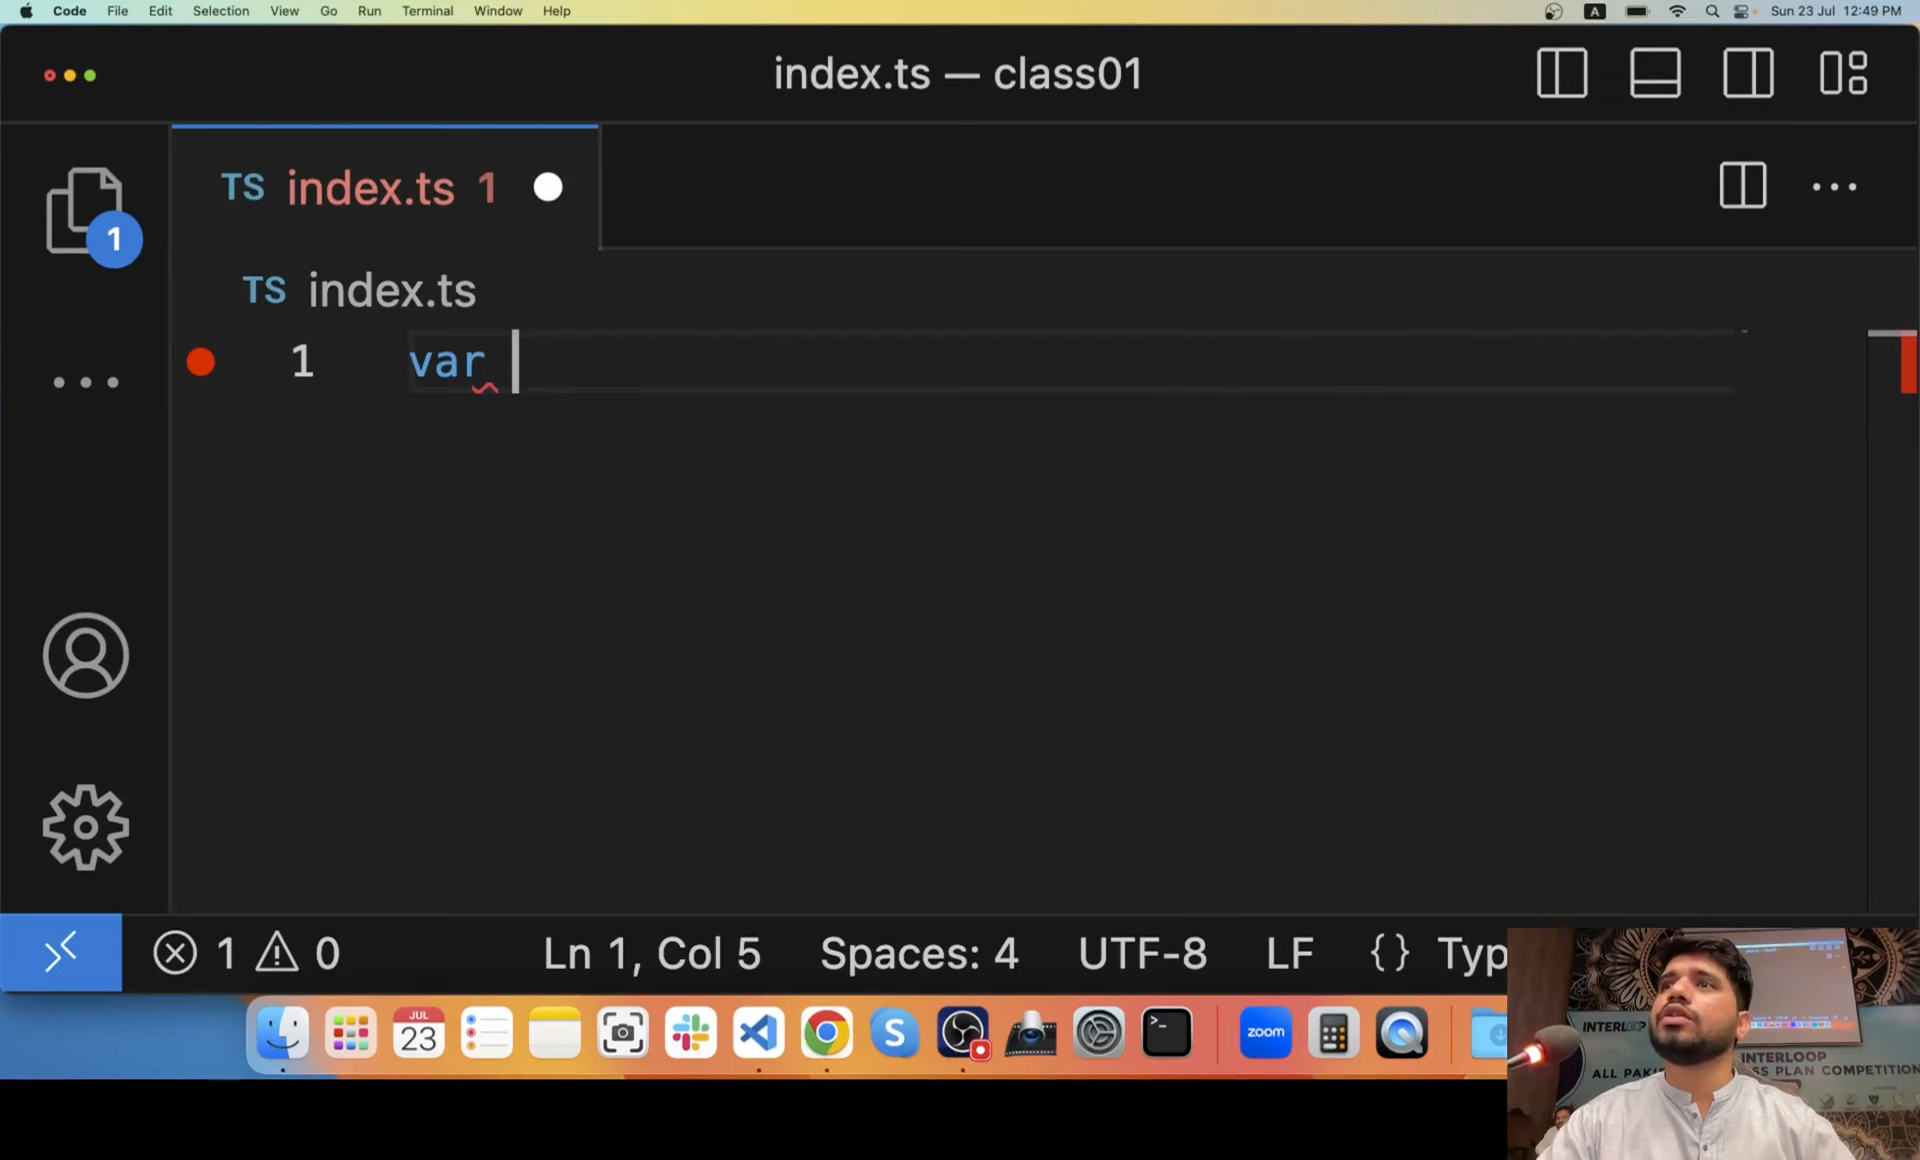 Code File Edit Selection View Go Run Terminal Window Help A Sun 23 Jul 12:49 PM
index.ts — class01
TS index.ts 1
1
TS index.ts
1 var
1 0 Ln 1, Col 5 Spaces: 4 UTF-8 LF {} Typ
JUL
23
S
zoom
INTERLOOP
INTERLOOP
ALL PAKI
SS PLAN COMPETITION